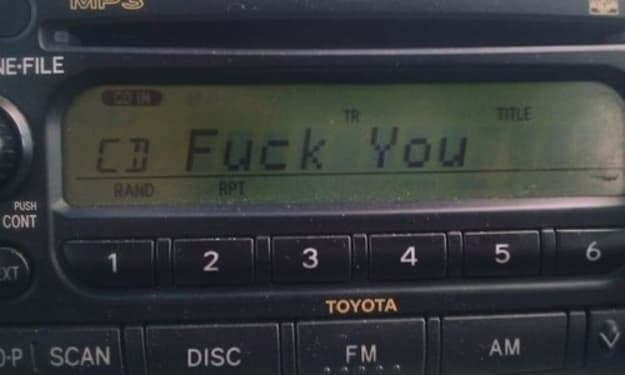 MP3
NE·FILE
CD IN
TR TITLE
CD Fuck You
RAND RPT
PUSH
CONT
EXT
1 2 3 4 5 6
TOYOTA
SCAN DISC FM AM